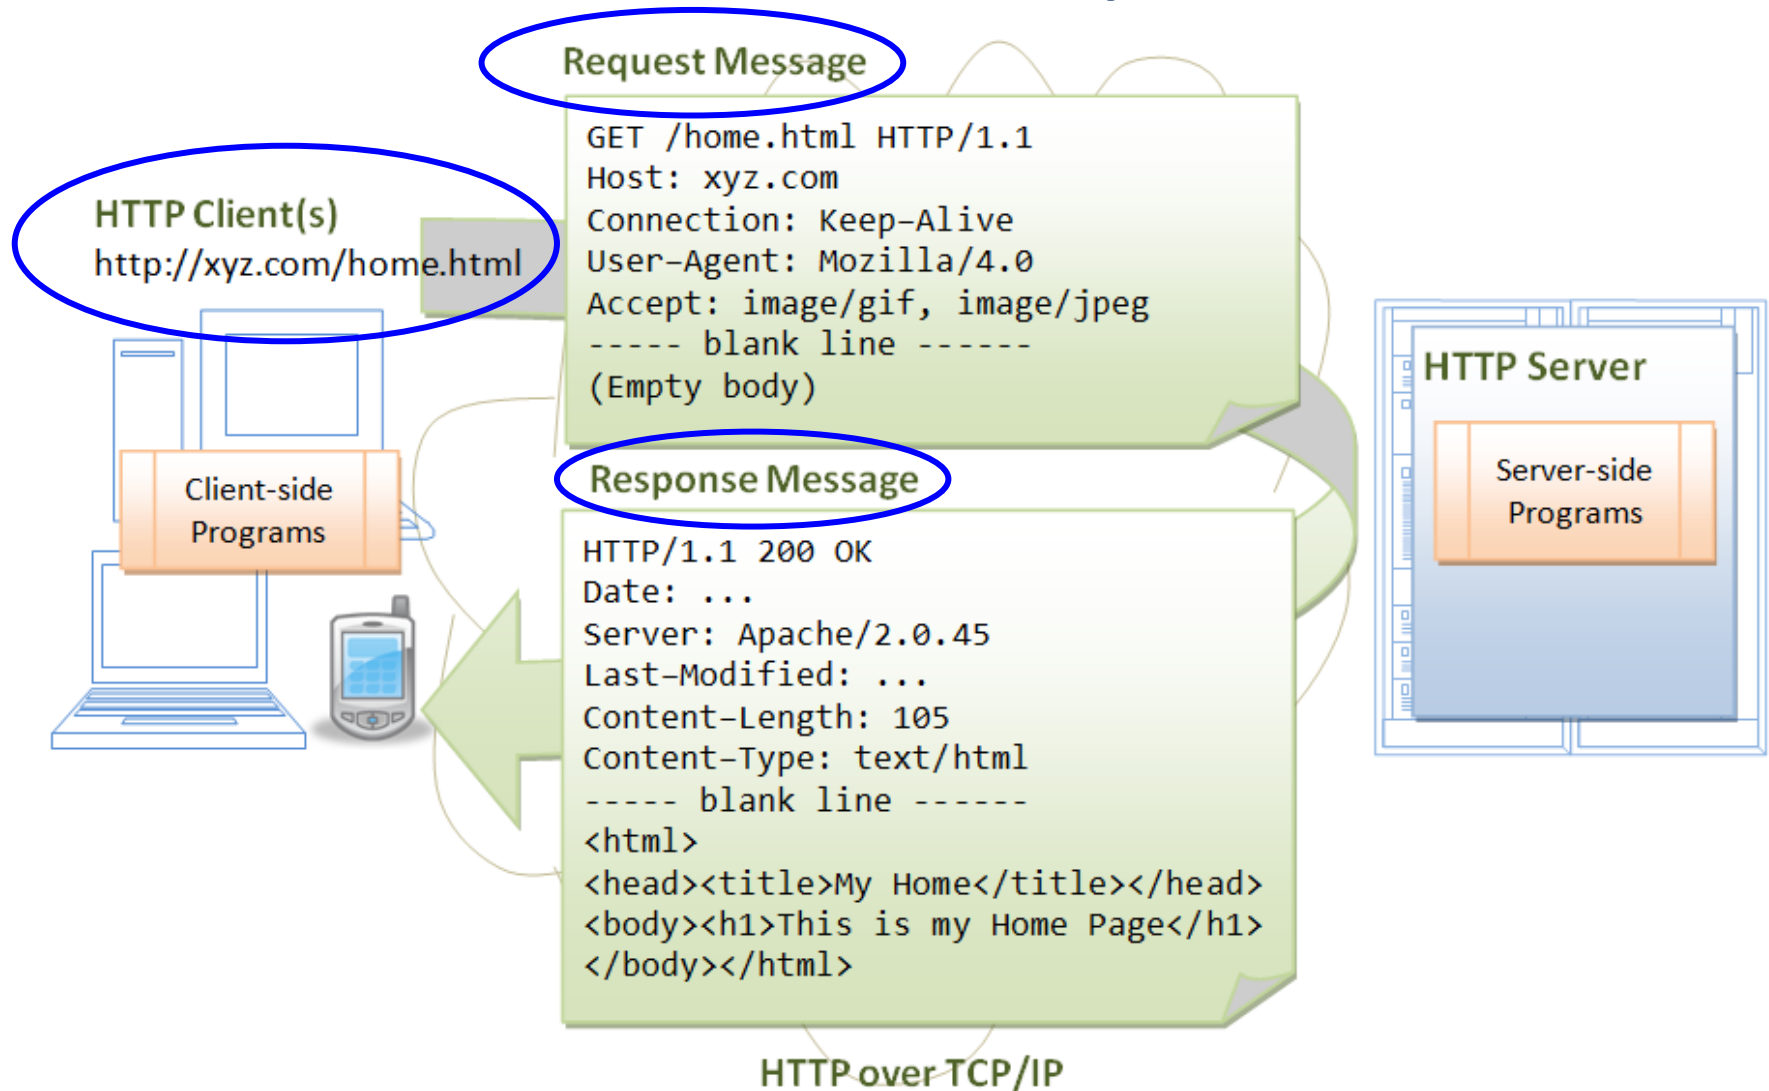 Request Message
GET /home.html HTTP/1.1
Host: xyz.com
Connection: Keep-Alive
User-Agent: Mozilla/4.0
Accept: image/gif, image/jpeg
----- blank line ------
(Empty body)
HTTP Client(s)
http://xyz.com/home.html
Client-side
Programs
HTTP Server
Server-side
Programs
Response Message
HTTP/1.1 200 OK
Date: ...
Server: Apache/2.0.45
Last-Modified: ...
Content-Length: 105
Content-Type: text/html
----- blank line ------
<html>
<head><title>My Home</title></head>
<body><h1>This is my Home Page</h1>
</body></html>
HTTP over TCP/IP